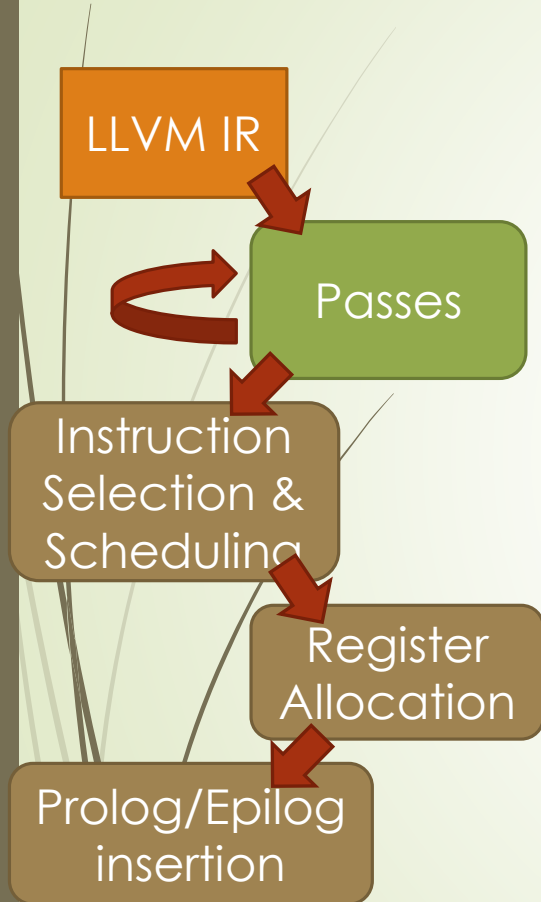 LLVM IR
Passes
Instruction
Selection &
Scheduling
Register
Allocation
Prolog/Epilog
insertion